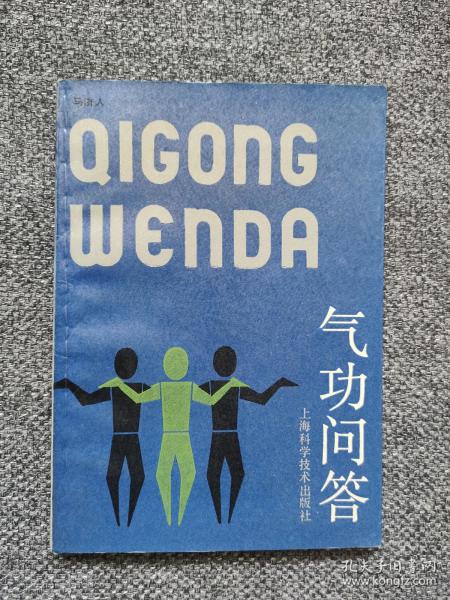 马济人
QIGONG
WENDA
气功问答
上海科学技术出版社
孔夫子旧书网
www.kongfz.com